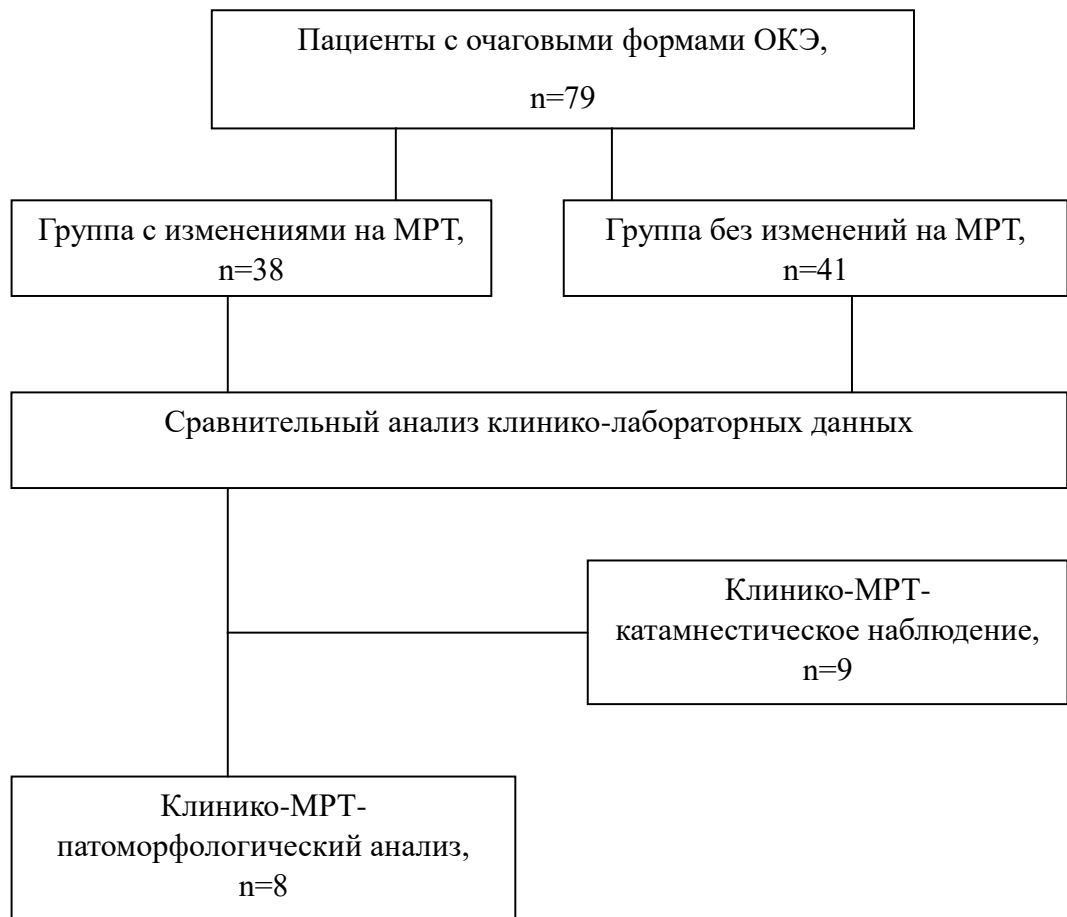 Пациенты с очаговыми формами ОКЭ,
n=79
Группа с изменениями на МРТ,
n=38
Группа без изменений на МРТ,
n=41
Сравнительный анализ клинико-лабораторных данных
Клинико-МРТ-
катамнестическое наблюдение,
n=9
Клинико-МРТ-
патоморфологический анализ,
n=8